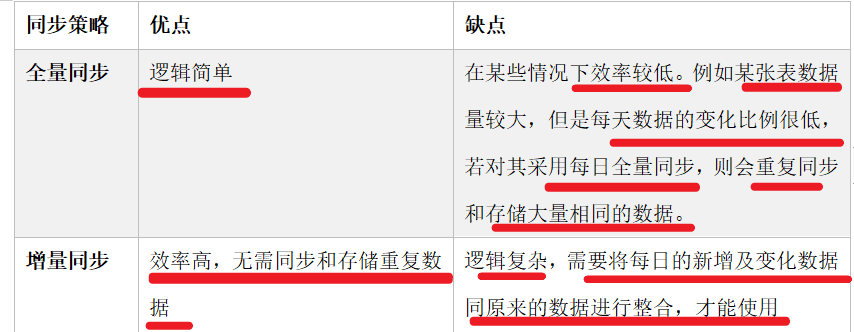 同步策略 优点 缺点
全量同步 逻辑简单 在某些情况下效率较低。例如某张表数据
量较大，但是每天数据的变化比例很低，
若对其采用每日全量同步，则会重复同步
和存储大量相同的数据。
增量同步 效率高，无需同步和存储重复数 逻辑复杂，需要将每日的新增及变化数据
据 同原来的数据进行整合，才能使用